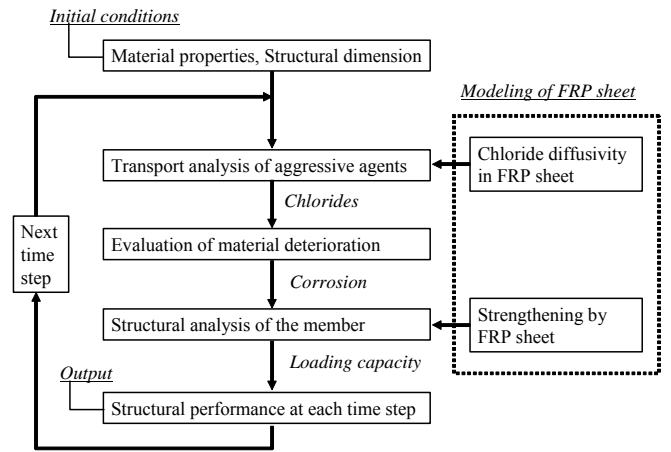 Initial conditions
Material properties, Structural dimension
Modeling of FRP sheet
Transport analysis of aggressive agents
Chloride diffusivity
in FRP sheet
Chlorides
Next
time
step
Evaluation of material deterioration
Corrosion
Structural analysis of the member
Strengthening by
FRP sheet
Loading capacity
Output
Structural performance at each time step